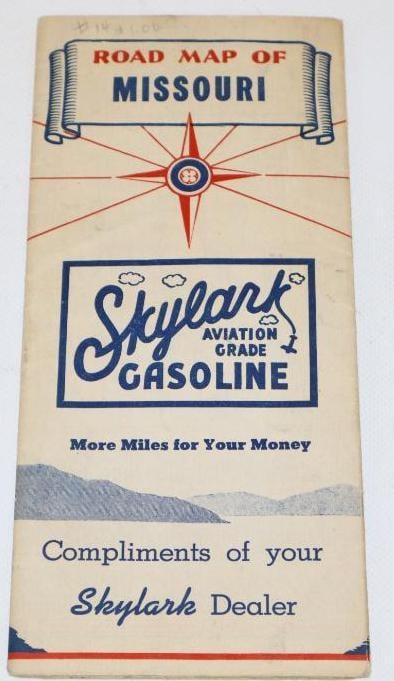 ROAD MAP OF
MISSOURI
Skylark
AVIATION
GRADE
GASOLINE
More Miles for Your Money
Compliments of your
Skylark Dealer